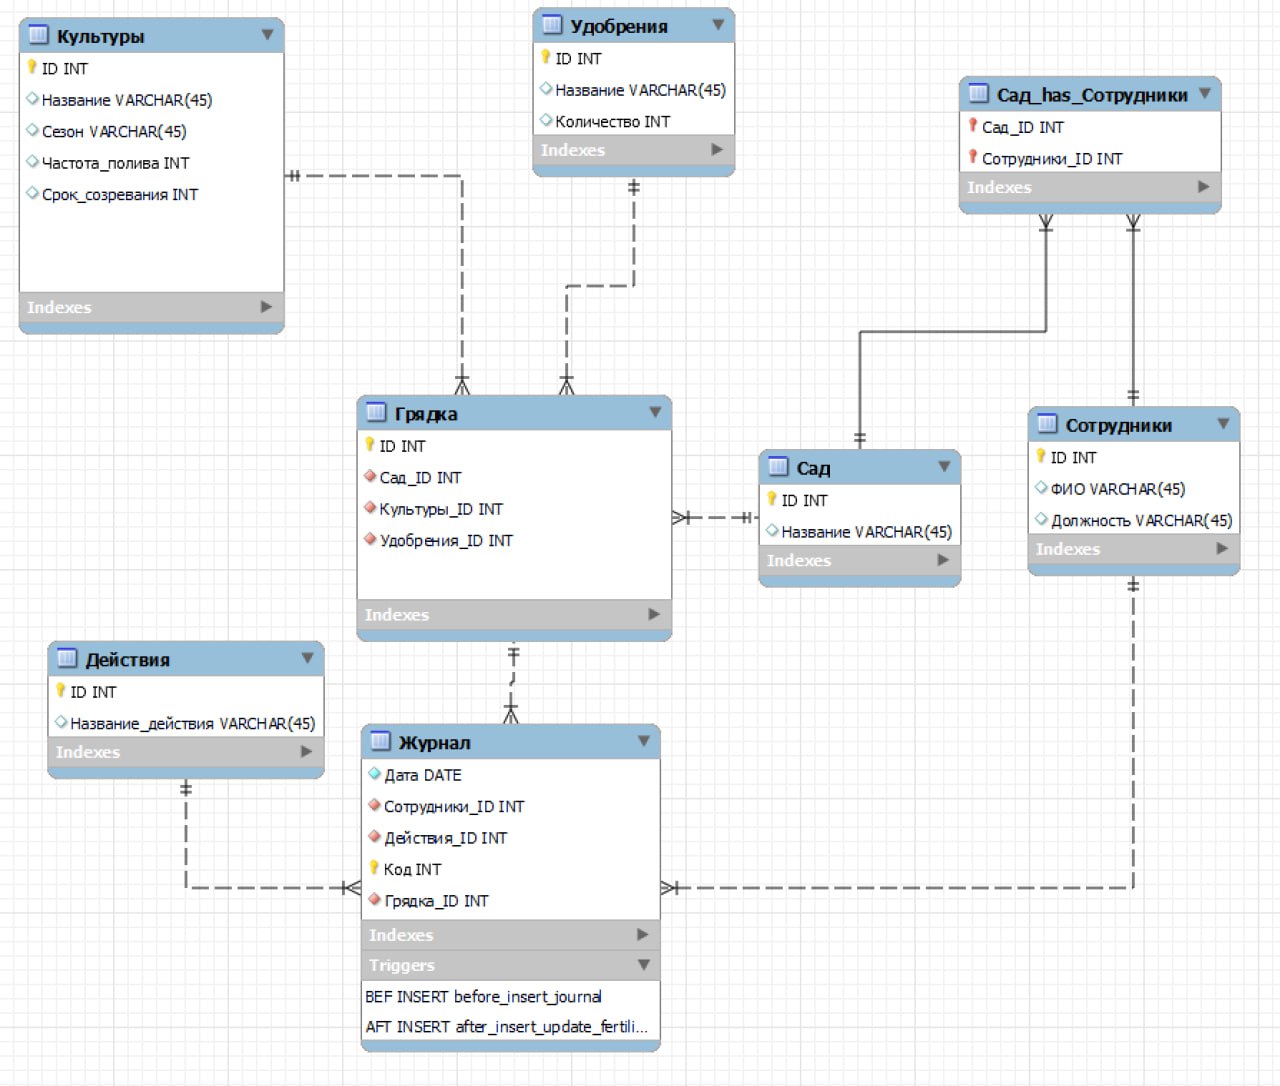 Культуры
ID INT
Название VARCHAR(45)
Сезон VARCHAR(45)
Частота_полива INT
Срок_созревания INT
Indexes
Удобрения
ID INT
Название VARCHAR(45)
Количество INT
Indexes
Сад_has_Сотрудники
Сад_ID INT
Сотрудники_ID INT
Indexes
Грядка
ID INT
Сад_ID INT
Культуры_ID INT
Удобрения_ID INT
Indexes
Сад
ID INT
Название VARCHAR(45)
Indexes
Сотрудники
ID INT
ФИО VARCHAR(45)
Должность VARCHAR(45)
Indexes
Действия
ID INT
Название_действия VARCHAR(45)
Indexes
Журнал
Дата DATE
Сотрудники_ID INT
Действия_ID INT
Код INT
Грядка_ID INT
Indexes
Triggers
BEF INSERT before_insert_journal
AFT INSERT after_insert_update_fertili...